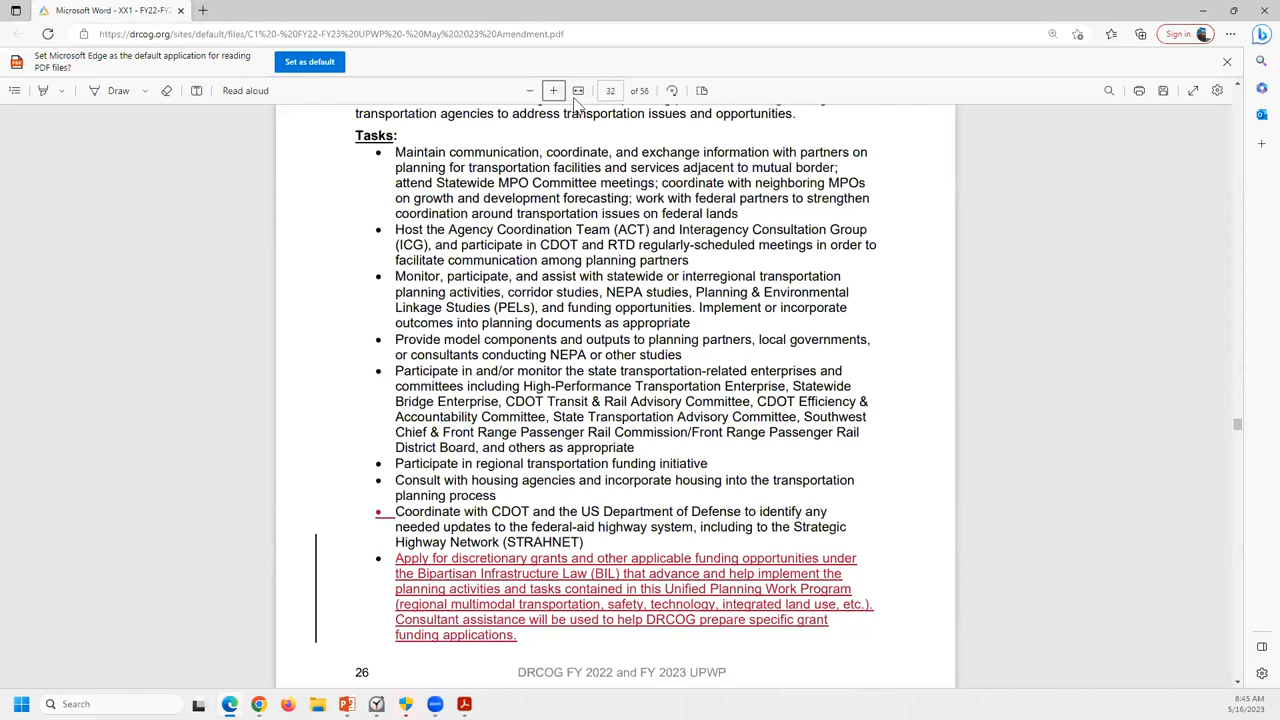 Microsoft Word - XX1 - FY22-FY2
https://drcog.org/sites/default/files/C1%20-%20FY22-FY23%20UPWP%20-%20May%202023%20Amendment.pdf
Sign in
Set Microsoft Edge as the default application for reading
PDF files?
Set as default
Draw
Read aloud
32
of 56
transportation agencies to address transportation issues and opportunities.
Tasks:
• Maintain communication, coordinate, and exchange information with partners on
planning for transportation facilities and services adjacent to mutual border;
attend Statewide MPO Committee meetings; coordinate with neighboring MPOs
on growth and development forecasting; work with federal partners to strengthen
coordination around transportation issues on federal lands
• Host the Agency Coordination Team (ACT) and Interagency Consultation Group
(ICG), and participate in CDOT and RTD regularly-scheduled meetings in order to
facilitate communication among planning partners
• Monitor, participate, and assist with statewide or interregional transportation
planning activities, corridor studies, NEPA studies, Planning & Environmental
Linkage Studies (PELs), and funding opportunities. Implement or incorporate
outcomes into planning documents as appropriate
• Provide model components and outputs to planning partners, local governments,
or consultants conducting NEPA or other studies
• Participate in and/or monitor the state transportation-related enterprises and
committees including High-Performance Transportation Enterprise, Statewide
Bridge Enterprise, CDOT Transit & Rail Advisory Committee, CDOT Efficiency &
Accountability Committee, State Transportation Advisory Committee, Southwest
Chief & Front Range Passenger Rail Commission/Front Range Passenger Rail
District Board, and others as appropriate
• Participate in regional transportation funding initiative
• Consult with housing agencies and incorporate housing into the transportation
planning process
• Coordinate with CDOT and the US Department of Defense to identify any
needed updates to the federal-aid highway system, including to the Strategic
Highway Network (STRAHNET)
• Apply for discretionary grants and other applicable funding opportunities under
the Bipartisan Infrastructure Law (BIL) that advance and help implement the
planning activities and tasks contained in this Unified Planning Work Program
(regional multimodal transportation, safety, technology, integrated land use, etc.).
Consultant assistance will be used to help DRCOG prepare specific grant
funding applications.
26
DRCOG FY 2022 and FY 2023 UPWP
Search
8:45 AM
5/16/2023